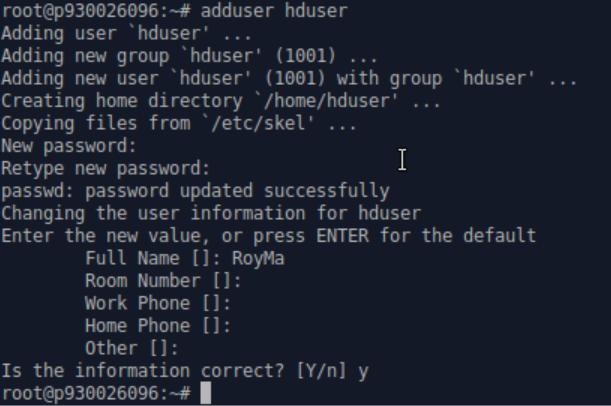 root@p930026096:~# adduser hduser
Adding user `hduser' ...
Adding new group `hduser' (1001) ...
Adding new user `hduser' (1001) with group `hduser' ...
Creating home directory `/home/hduser' ...
Copying files from `/etc/skel' ...
New password:
Retype new password:
passwd: password updated successfully
Changing the user information for hduser
Enter the new value, or press ENTER for the default
        Full Name []: RoyMa
        Room Number []:
        Work Phone []:
        Home Phone []:
        Other []:
Is the information correct? [Y/n] y
root@p930026096:~#